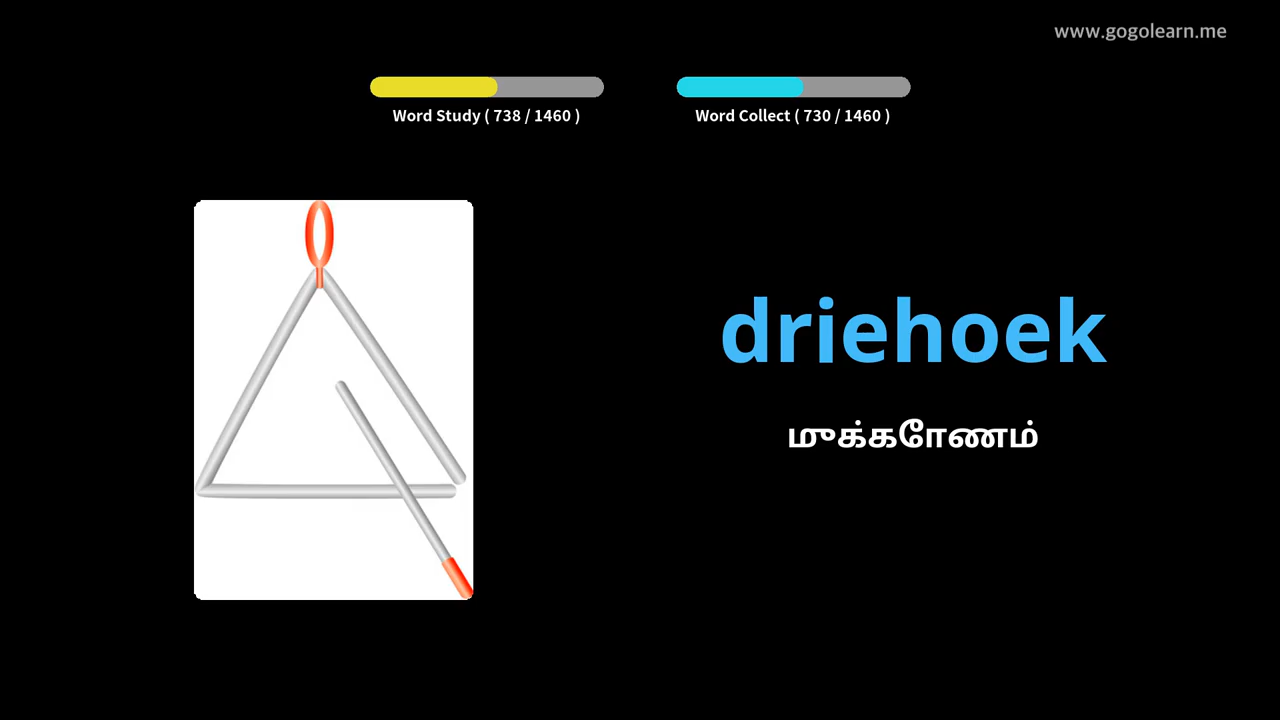 www.gogolearn.me
Word Study ( 738 / 1460 )
Word Collect ( 730 / 1460 )
driehoek
முக்கோணம்